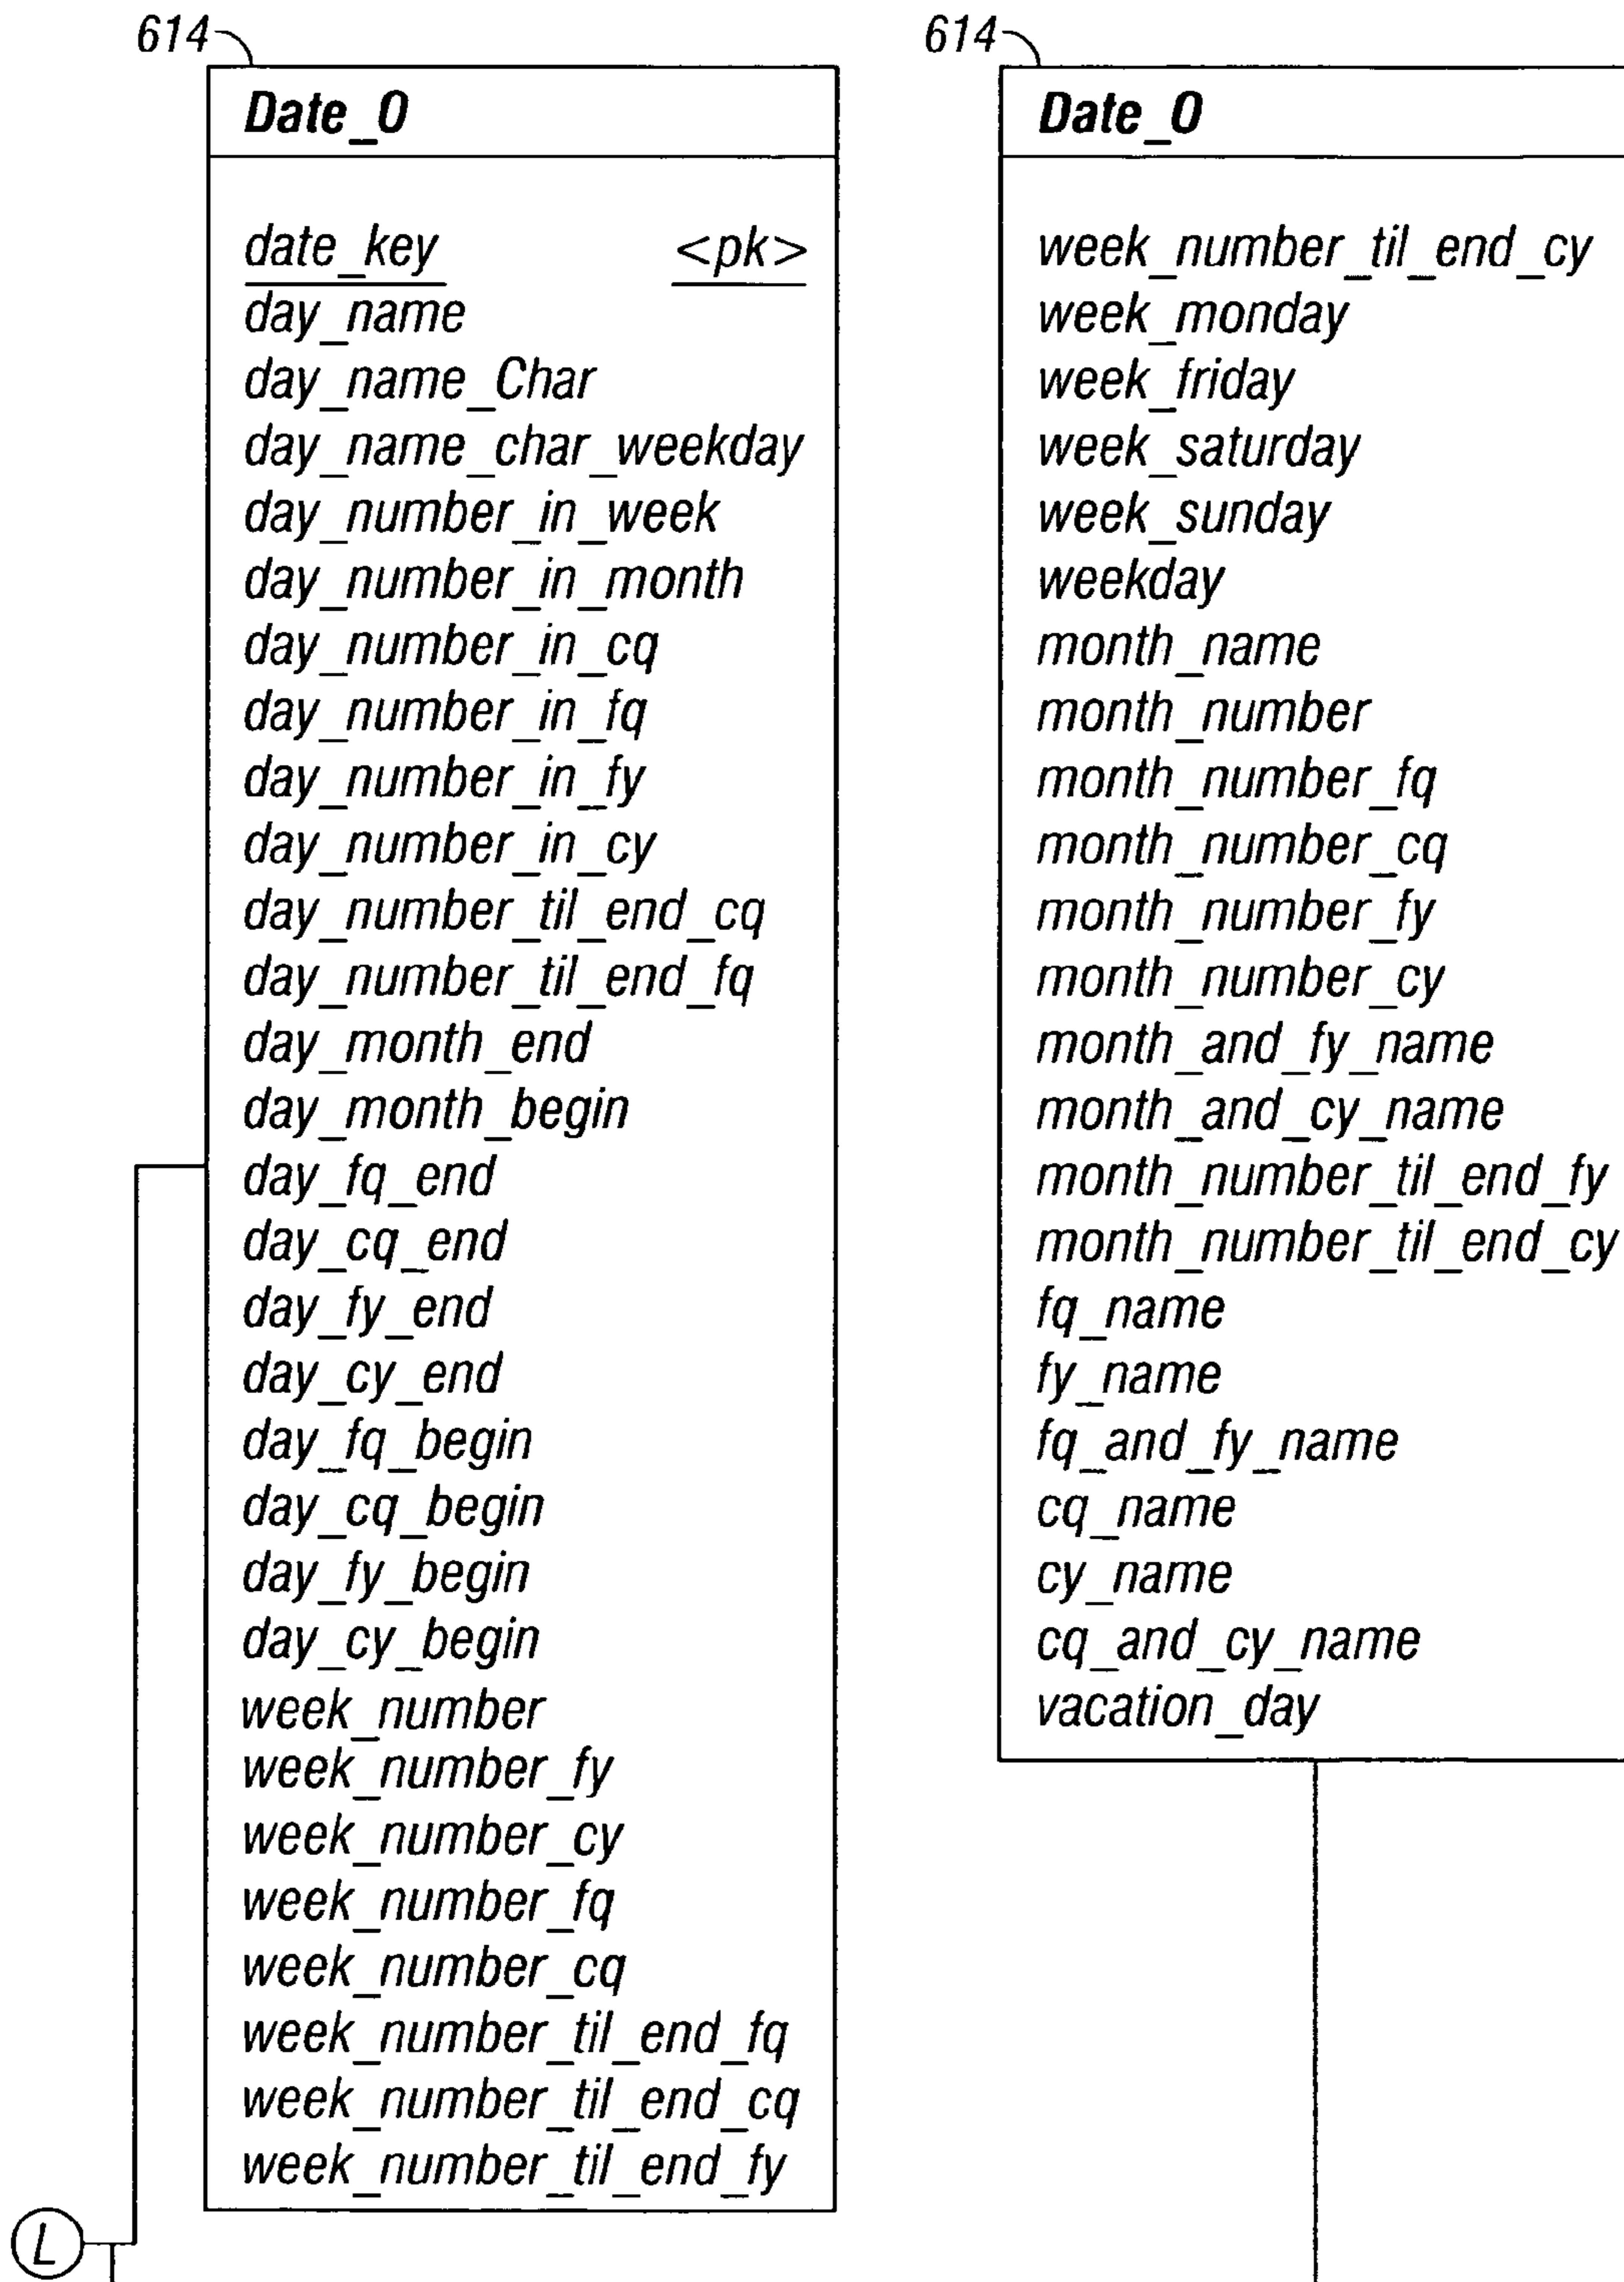 614
Date_O
date_key <pk>
day_name
day_name_Char
day_name_char_weekday
day_number_in_week
day_number_in_month
day_number_in_cq
day_number_in_fq
day_number_in_fy
day_number_in_cy
day_number_til_end_cq
day_number_til_end_fq
day_month_end
day_month_begin
day_fq_end
day_cq_end
day_fy_end
day_cy_end
day_fq_begin
day_cq_begin
day_fy_begin
day_cy_begin
week_number
week_number_fy
week_number_cy
week_number_fq
week_number_cq
week_number_til_end_fq
week_number_til_end_cq
week_number_til_end_fy
L
614
Date_O
week_number_til_end_cy
week_monday
week_friday
week_saturday
week_sunday
weekday
month_name
month_number
month_number_fq
month_number_cq
month_number_fy
month_number_cy
month_and_fy_name
month_and_cy_name
month_number_til_end_fy
month_number_til_end_cy
fq_name
fy_name
fq_and_fy_name
cq_name
cy_name
cq_and_cy_name
vacation_day